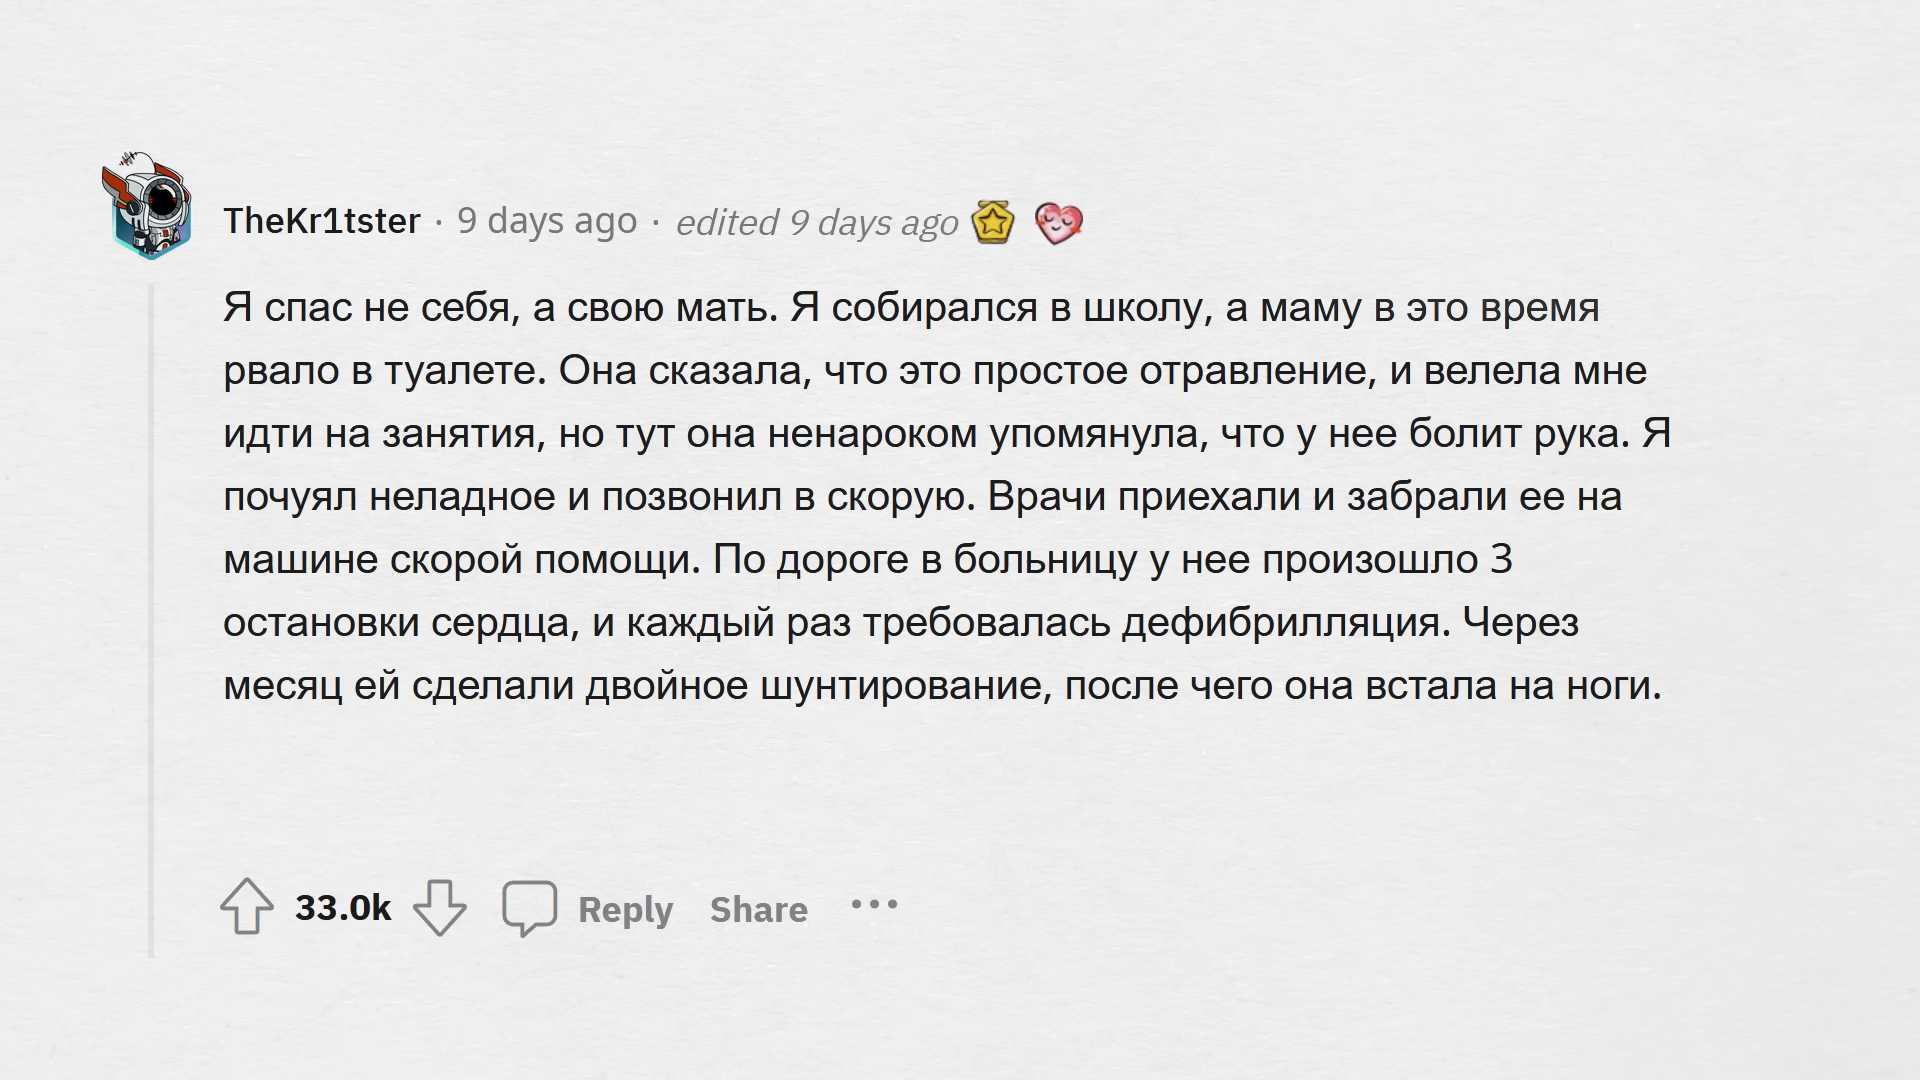 TheKr1tster · 9 days ago · edited 9 days ago
Я спас не себя, а свою мать. Я собирался в школу, а маму в это время
рвало в туалете. Она сказала, что это простое отравление, и велела мне
идти на занятия, но тут она ненароком упомянула, что у нее болит рука. Я
почуял неладное и позвонил в скорую. Врачи приехали и забрали ее на
машине скорой помощи. По дороге в больницу у нее произошло 3
остановки сердца, и каждый раз требовалась дефибрилляция. Через
месяц ей сделали двойное шунтирование, после чего она встала на ноги.
33.0k Reply Share